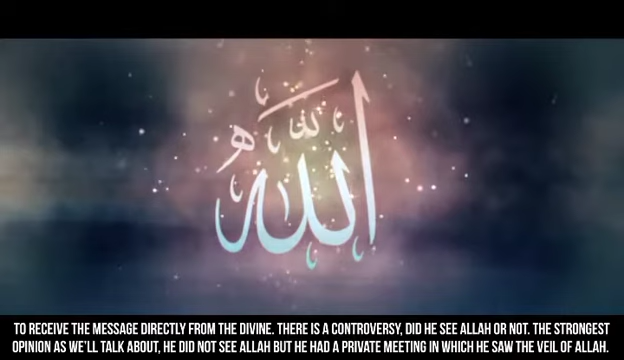 الله
TO RECEIVE THE MESSAGE DIRECTLY FROM THE DIVINE. THERE IS A CONTROVERSY, DID HE SEE ALLAH OR NOT. THE STRONGEST
OPINION AS WE'LL TALK ABOUT, HE DID NOT SEE ALLAH BUT HE HAD A PRIVATE MEETING IN WHICH HE SAW THE VEIL OF ALLAH.